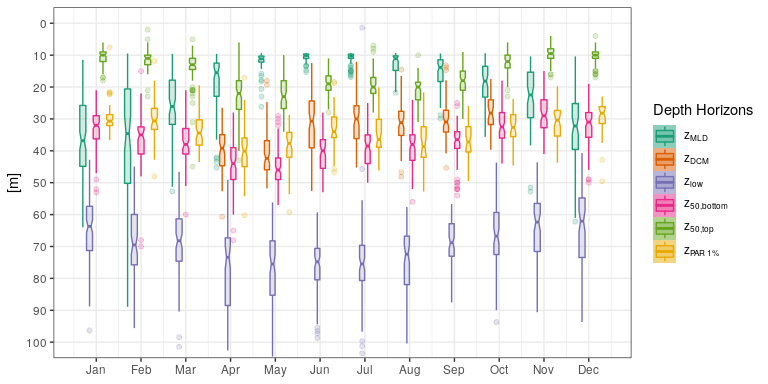 0
10
20
30
40
50
60
70
80
90
100
[m]
Jan Feb Mar Apr May Jun Jul Aug Sep Oct Nov Dec
Depth Horizons
zMLD
zDCM
zlow
z50,bottom
z50,top
zPAR 1%